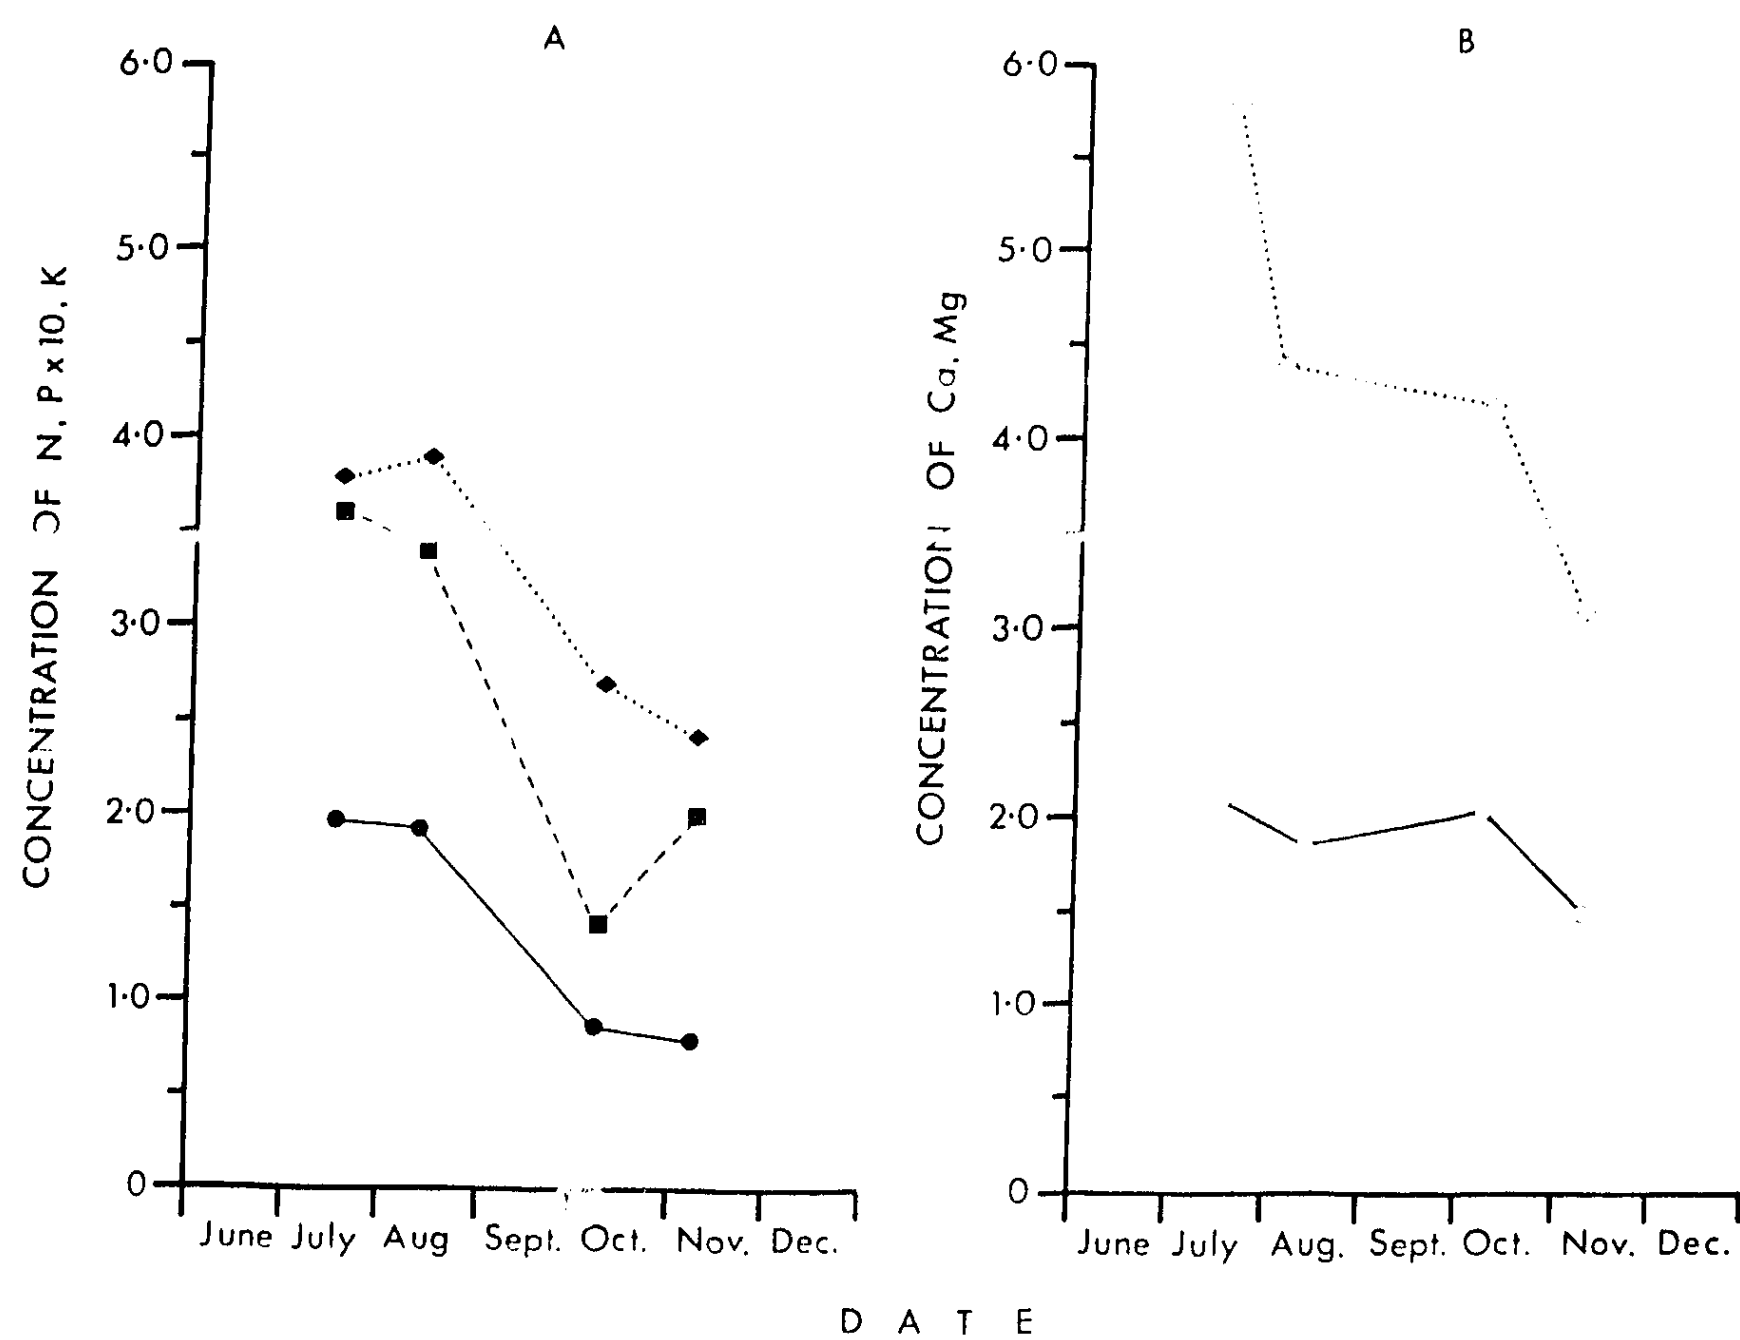 A
6·0
5·0
4·0
3·0
2·0
1·0
0
CONCENTRATION OF N, P x 10, K
June July Aug Sept. Oct. Nov. Dec.
B
6·0
5·0
4·0
3·0
2·0
1·0
0
CONCENTRATION OF Ca, Mg
June July Aug. Sept. Oct. Nov. Dec.
DATE